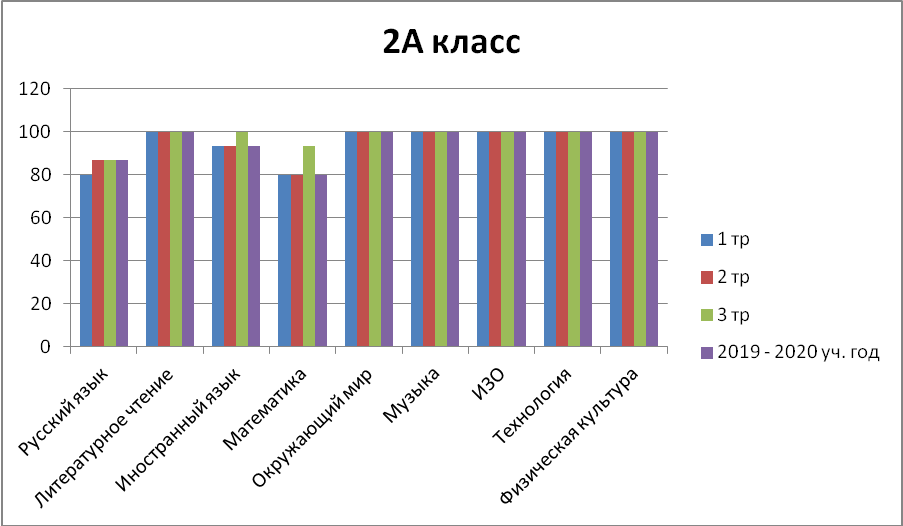 2А класс
120
100
80
60
40
20
0
Русский язык
Литературное чтение
Иностранный язык
Математика
Окружающий мир
Музыка
ИЗО
Технология
Физическая культура
1 тр
2 тр
3 тр
2019 - 2020 уч. год